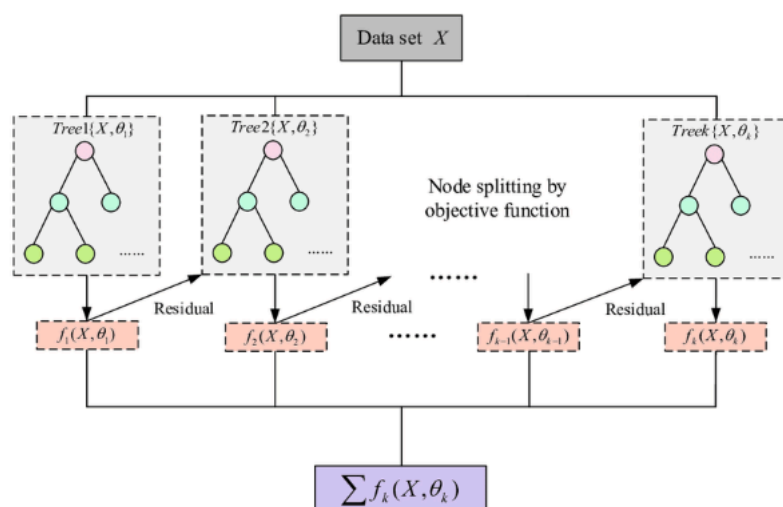 Data set X
Tree1{X,θ₁}
Tree2{X,θ₂}
Treek{X,θₖ}
Node splitting by
objective function
......
......
......
......
Residual
Residual
Residual
f₁(X,θ₁)
f₂(X,θ₂)
......
fₖ₋₁(X,θₖ₋₁)
fₖ(X,θₖ)
∑fₖ(X,θₖ)